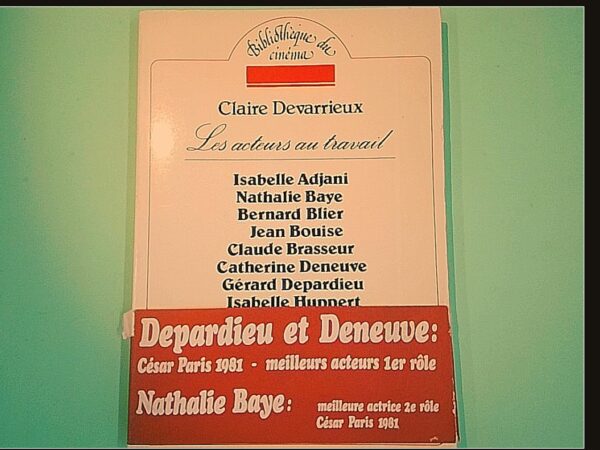 Bibliothèque du
cinéma
Claire Devarrieux
Les acteurs au travail
Isabelle Adjani
Nathalie Baye
Bernard Blier
Jean Bouise
Claude Brasseur
Catherine Deneuve
Gérard Depardieu
Isabelle Huppert
Depardieu et Deneuve:
César Paris 1981 - meilleurs acteurs 1er rôle
Nathalie Baye: meilleure actrice 2e rôle
César Paris 1981